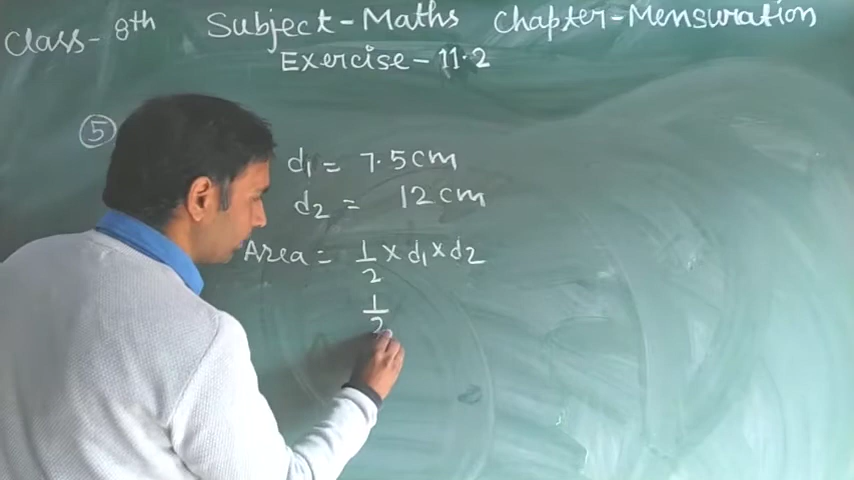 Class- 8th Subject-Maths Chapter-Mensuration
Exercise-11.2
5
d1 = 7.5cm
d2 = 12cm
Area = 1/2 × d1 × d2
1/2